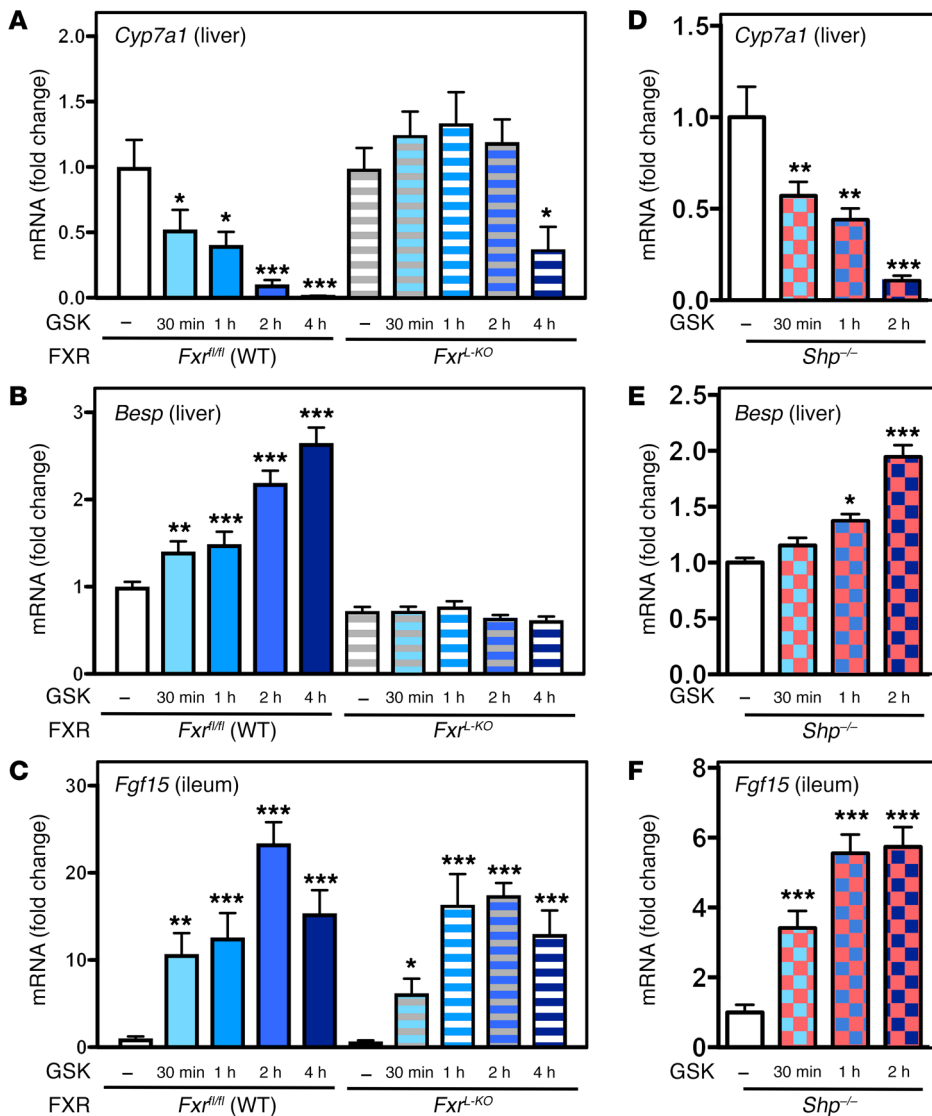 A
Cyp7a1 (liver)
mRNA (fold change)
2.0
1.5
1.0
0.5
0.0
* * *** *** *
GSK – 30 min 1 h 2 h 4 h – 30 min 1 h 2 h 4 h
FXR Fxrfl/fl (WT) FxrL-KO
D
Cyp7a1 (liver)
mRNA (fold change)
1.5
1.0
0.5
0.0
** ** ***
GSK – 30 min 1 h 2 h
Shp–/–
B
Besp (liver)
mRNA (fold change)
3
2
1
0
** *** *** ***
GSK – 30 min 1 h 2 h 4 h – 30 min 1 h 2 h 4 h
FXR Fxrfl/fl (WT) FxrL-KO
E
Besp (liver)
mRNA (fold change)
2.5
2.0
1.5
1.0
0.5
0.0
* ***
GSK – 30 min 1 h 2 h
Shp–/–
C
Fgf15 (ileum)
mRNA (fold change)
30
20
10
0
** *** *** *** * *** *** ***
GSK – 30 min 1 h 2 h 4 h – 30 min 1 h 2 h 4 h
FXR Fxrfl/fl (WT) FxrL-KO
F
Fgf15 (ileum)
mRNA (fold change)
8
6
4
2
0
*** *** ***
GSK – 30 min 1 h 2 h
Shp–/–